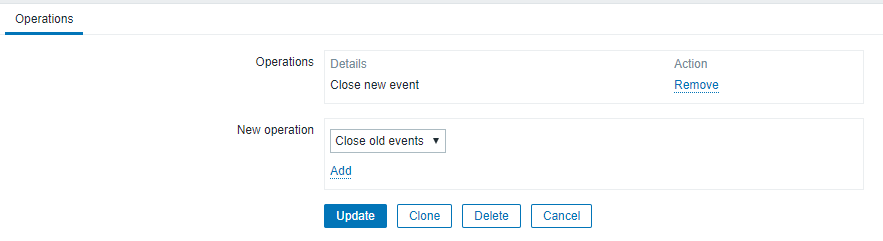 Operations
Operations Details Action
Close new event Remove
New operation
Close old events ▼
Add
Update Clone Delete Cancel